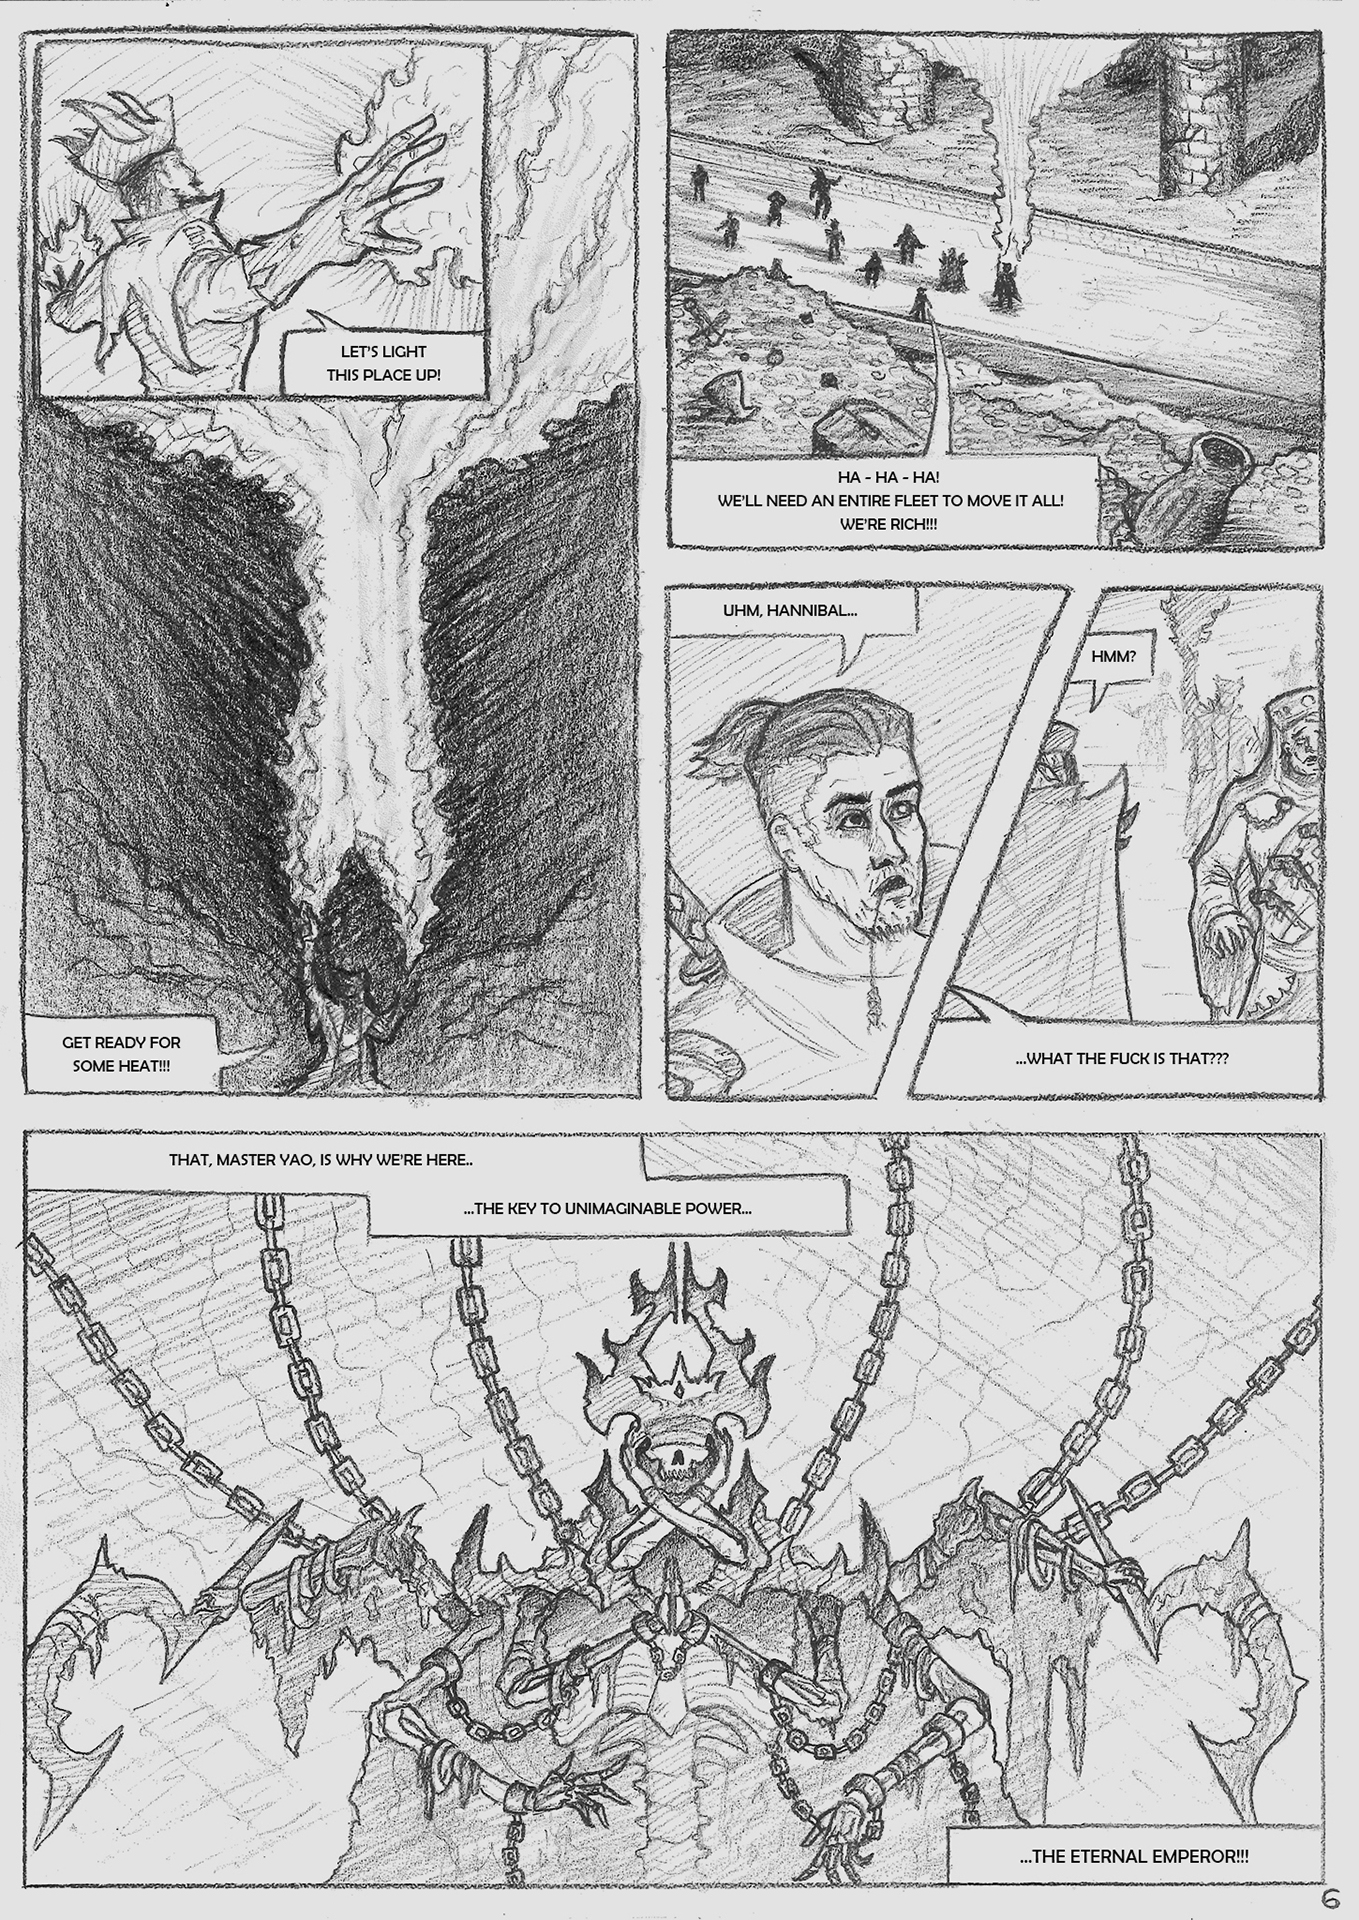 LET'S LIGHT
THIS PLACE UP!
GET READY FOR
SOME HEAT!!!
HA - HA - HA!
WE'LL NEED AN ENTIRE FLEET TO MOVE IT ALL!
WE'RE RICH!!!
UHM, HANNIBAL...
HMM?
...WHAT THE FUCK IS THAT???
THAT, MASTER YAO, IS WHY WE'RE HERE..
...THE KEY TO UNIMAGINABLE POWER...
...THE ETERNAL EMPEROR!!!
6